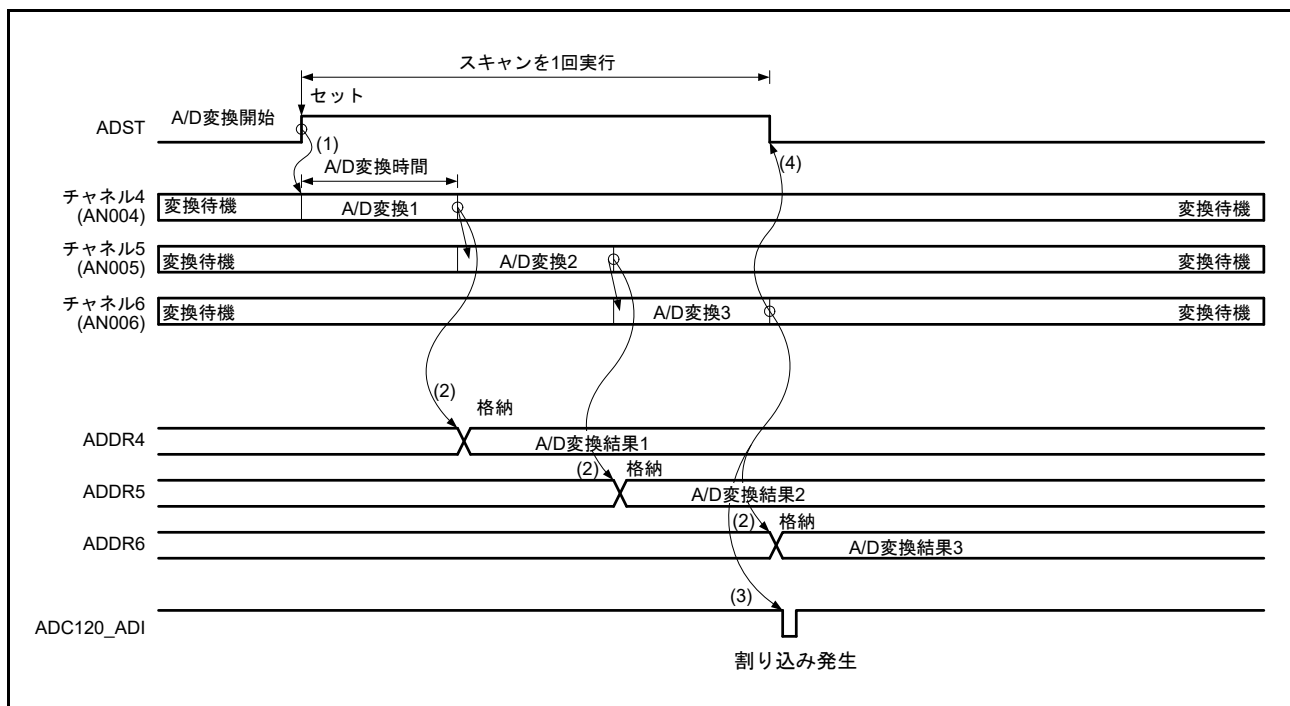 スキャンを1回実行
セット
ADST
A/D変換開始
(1)
(4)
A/D変換時間
チャネル4
(AN004)
変換待機
A/D変換1
変換待機
チャネル5
(AN005)
変換待機
A/D変換2
変換待機
チャネル6
(AN006)
変換待機
A/D変換3
変換待機
(2)
格納
ADDR4
A/D変換結果1
(2)
格納
ADDR5
A/D変換結果2
(2)
格納
ADDR6
A/D変換結果3
(3)
ADC120_ADI
割り込み発生